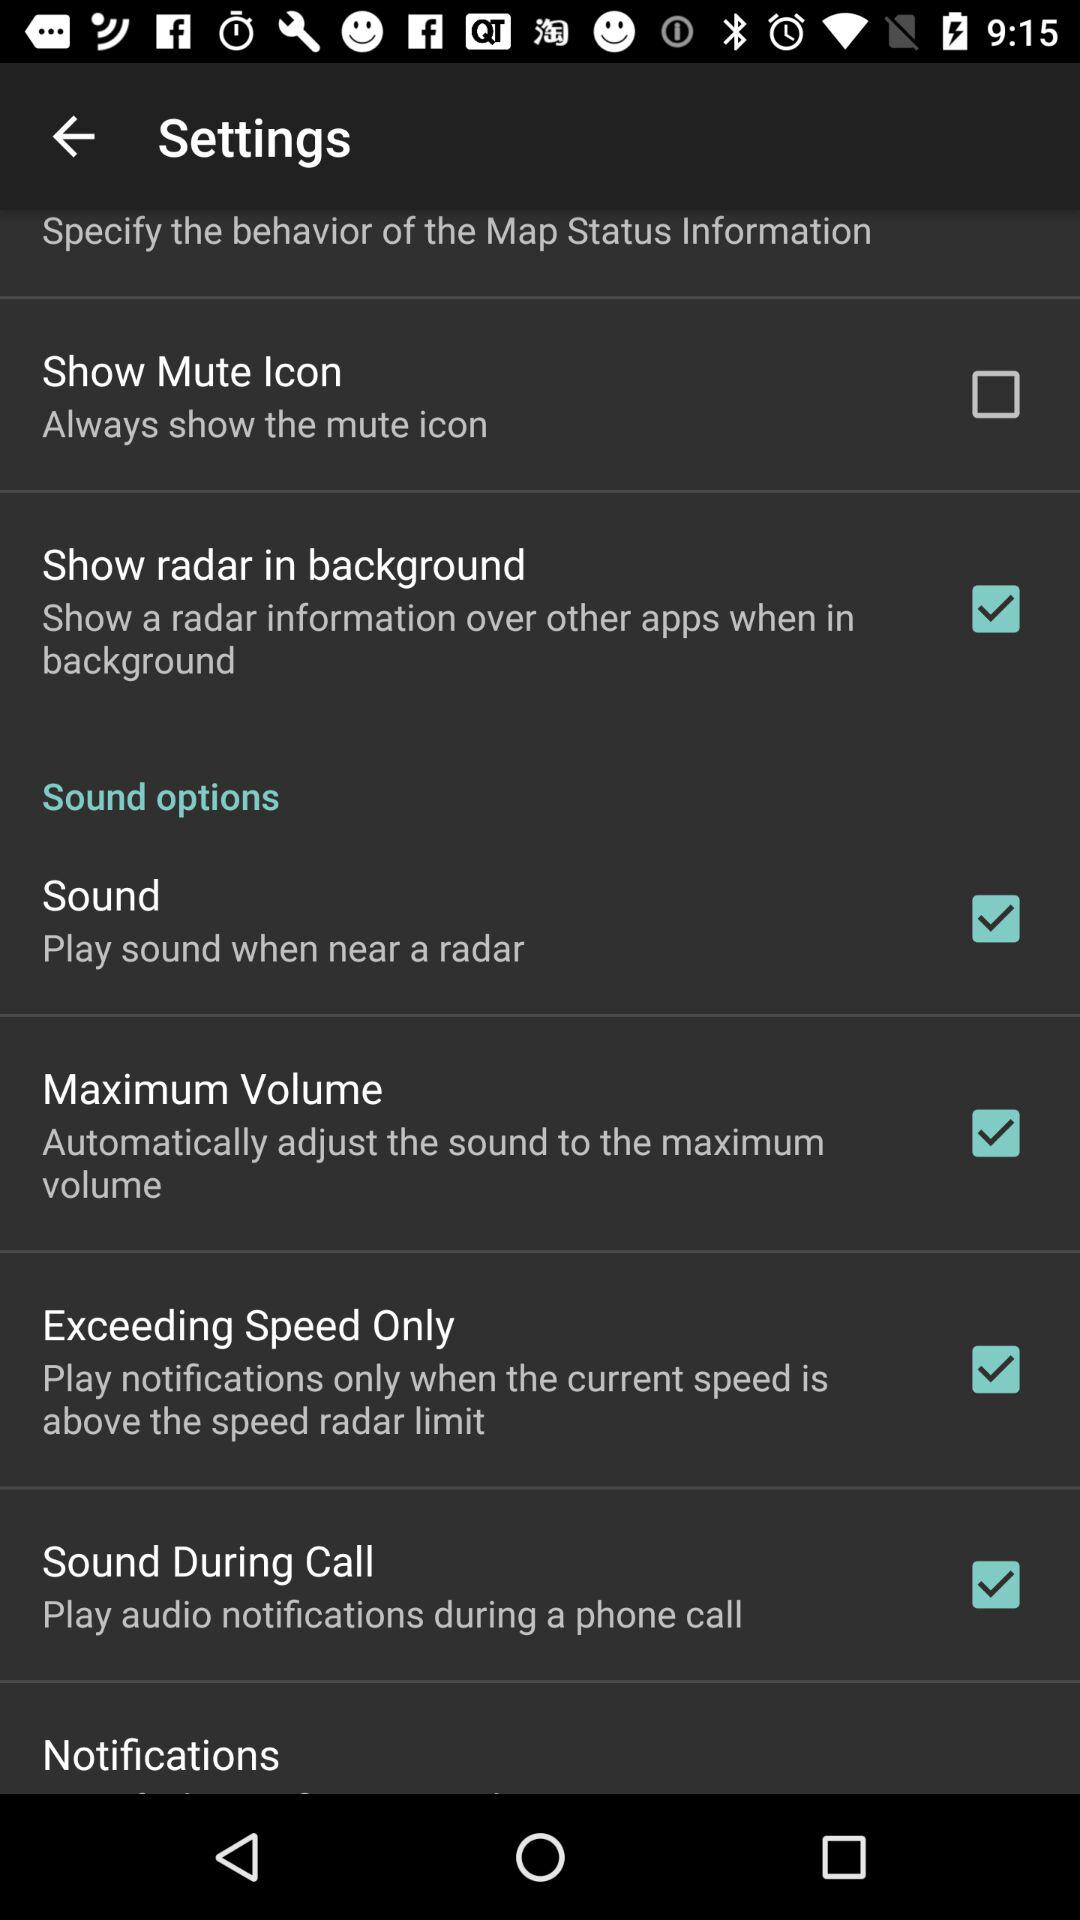 QT 淘 9:15
Settings
Specify the behavior of the Map Status Information
Show Mute Icon
Always show the mute icon
Show radar in background
Show a radar information over other apps when in
background
Sound options
Sound
Play sound when near a radar
Maximum Volume
Automatically adjust the sound to the maximum
volume
Exceeding Speed Only
Play notifications only when the current speed is
above the speed radar limit
Sound During Call
Play audio notifications during a phone call
Notifications